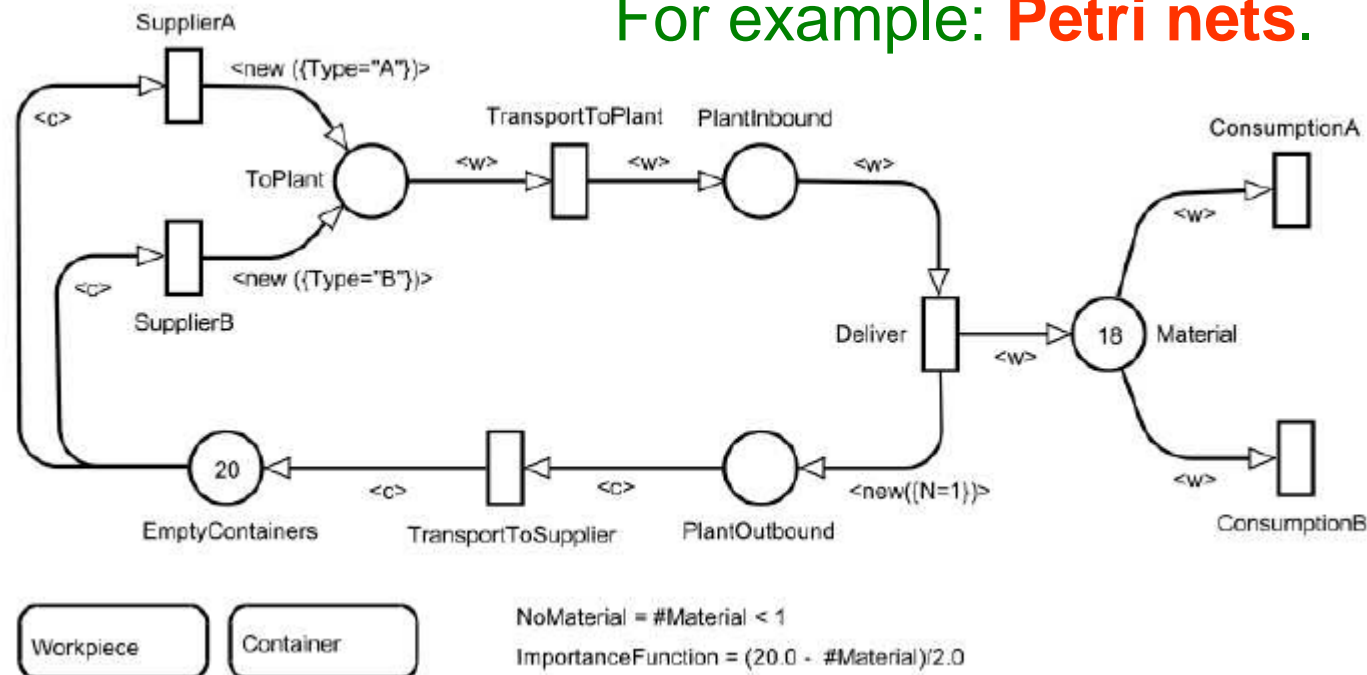 For example: Petri nets.
SupplierA
<new ({Type="A"})>
<c>
TransportToPlant
PlantInbound
ConsumptionA
ToPlant
<w>
<w>
<w>
<w>
<c>
<new ({Type="B"})>
SupplierB
Deliver
<w>
18
Material
20
<c>
<c>
<new({N=1})>
<w>
EmptyContainers
TransportToSupplier
PlantOutbound
ConsumptionB
Workpiece
Container
NoMaterial = #Material < 1
ImportanceFunction = (20.0 - #Material)/2.0